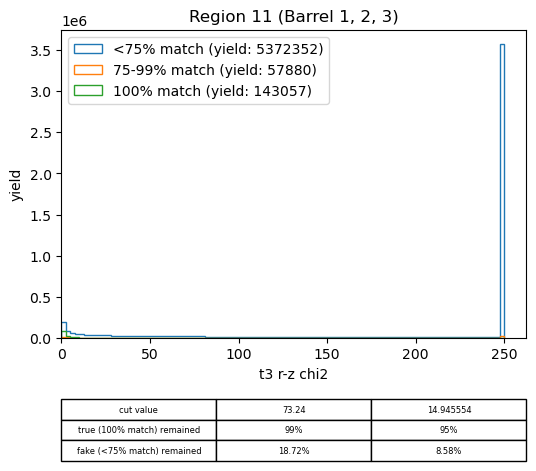 Region 11 (Barrel 1, 2, 3)
1e6
<75% match (yield: 5372352)
75-99% match (yield: 57880)
100% match (yield: 143057)
3.5
3.0
2.5
2.0
1.5
1.0
0.5
0.0
yield
0 50 100 150 200 250
t3 r-z chi2
cut value 73.24 14.945554
true (100% match) remained 99% 95%
fake (<75% match) remained 18.72% 8.58%